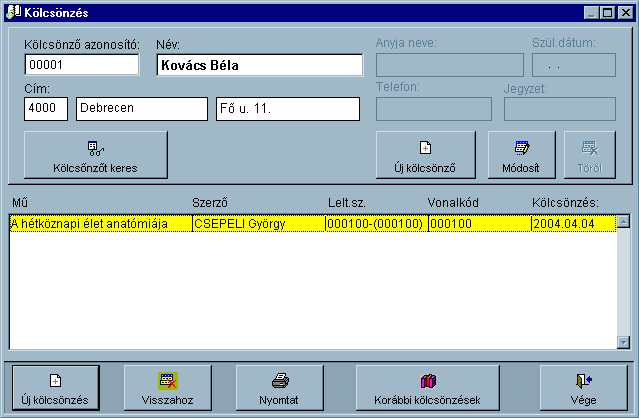 Kölcsönzés
Kölcsönző azonosító: Név: Anyja neve: Szül.dátum:
00001 Kovács Béla . .
Cím: Telefon: Jegyzet:
4000 Debrecen Fő u. 11.
Kölcsőnzőt keres Új kölcsönző Módosít Töröl
Mű Szerző Lelt.sz. Vonalkód Kölcsönzés:
A hétköznapi élet anatómiája CSEPELI György 000100-(000100) 000100 2004.04.04
Új kölcsönzés Visszahoz Nyomtat Korábbi kölcsönzések Vége